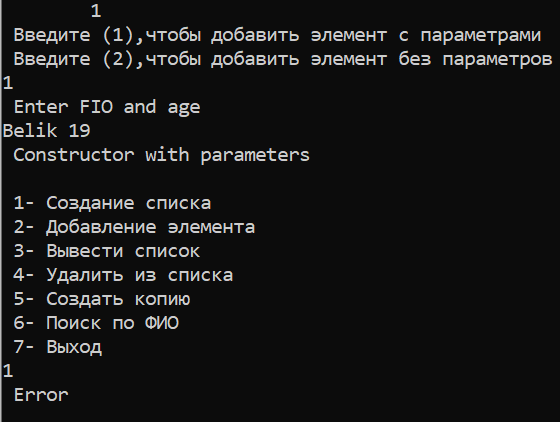 1
Введите (1),чтобы добавить элемент с параметрами
Введите (2),чтобы добавить элемент без параметров
1
Enter FIO and age
Belik 19
Constructor with parameters
1- Создание списка
2- Добавление элемента
3- Вывести список
4- Удалить из списка
5- Создать копию
6- Поиск по ФИО
7- Выход
1
Error